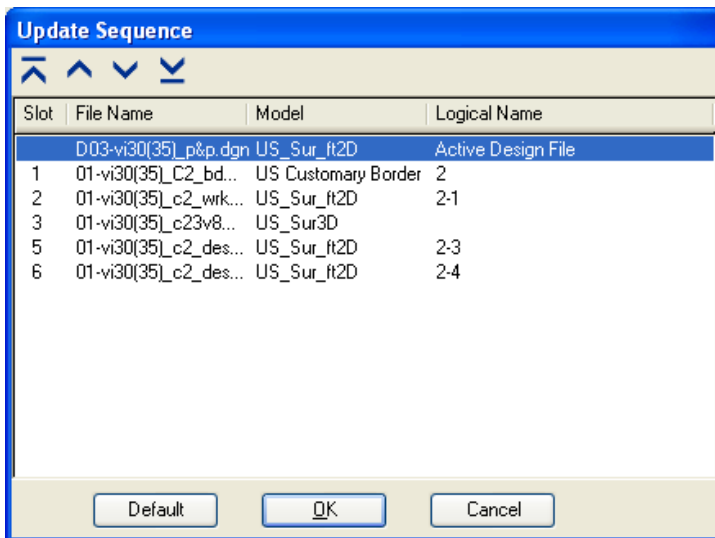 Update Sequence
Slot File Name Model Logical Name
D03-vi30(35)_p&p.dgn US_Sur_ft2D Active Design File
1 01-vi30(35)_C2_bd... US Customary Border 2
2 01-vi30(35)_c2_wrk... US_Sur_ft2D 2-1
3 01-vi30(35)_c23v8... US_Sur3D
5 01-vi30(35)_c2_des... US_Sur_ft2D 2-3
6 01-vi30(35)_c2_des... US_Sur_ft2D 2-4
Default OK Cancel